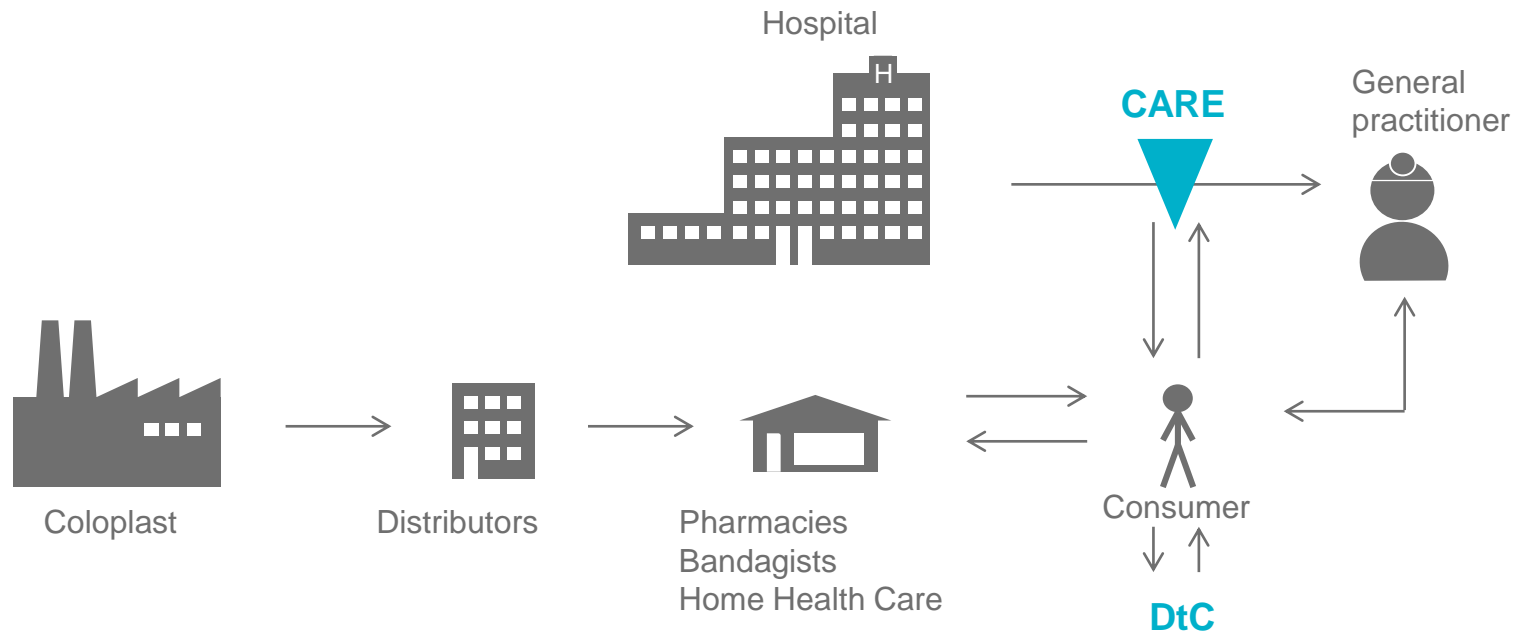 Hospital
H
CARE
General
practitioner
Coloplast
Distributors
Pharmacies
Bandagists
Home Health Care
Consumer
DtC